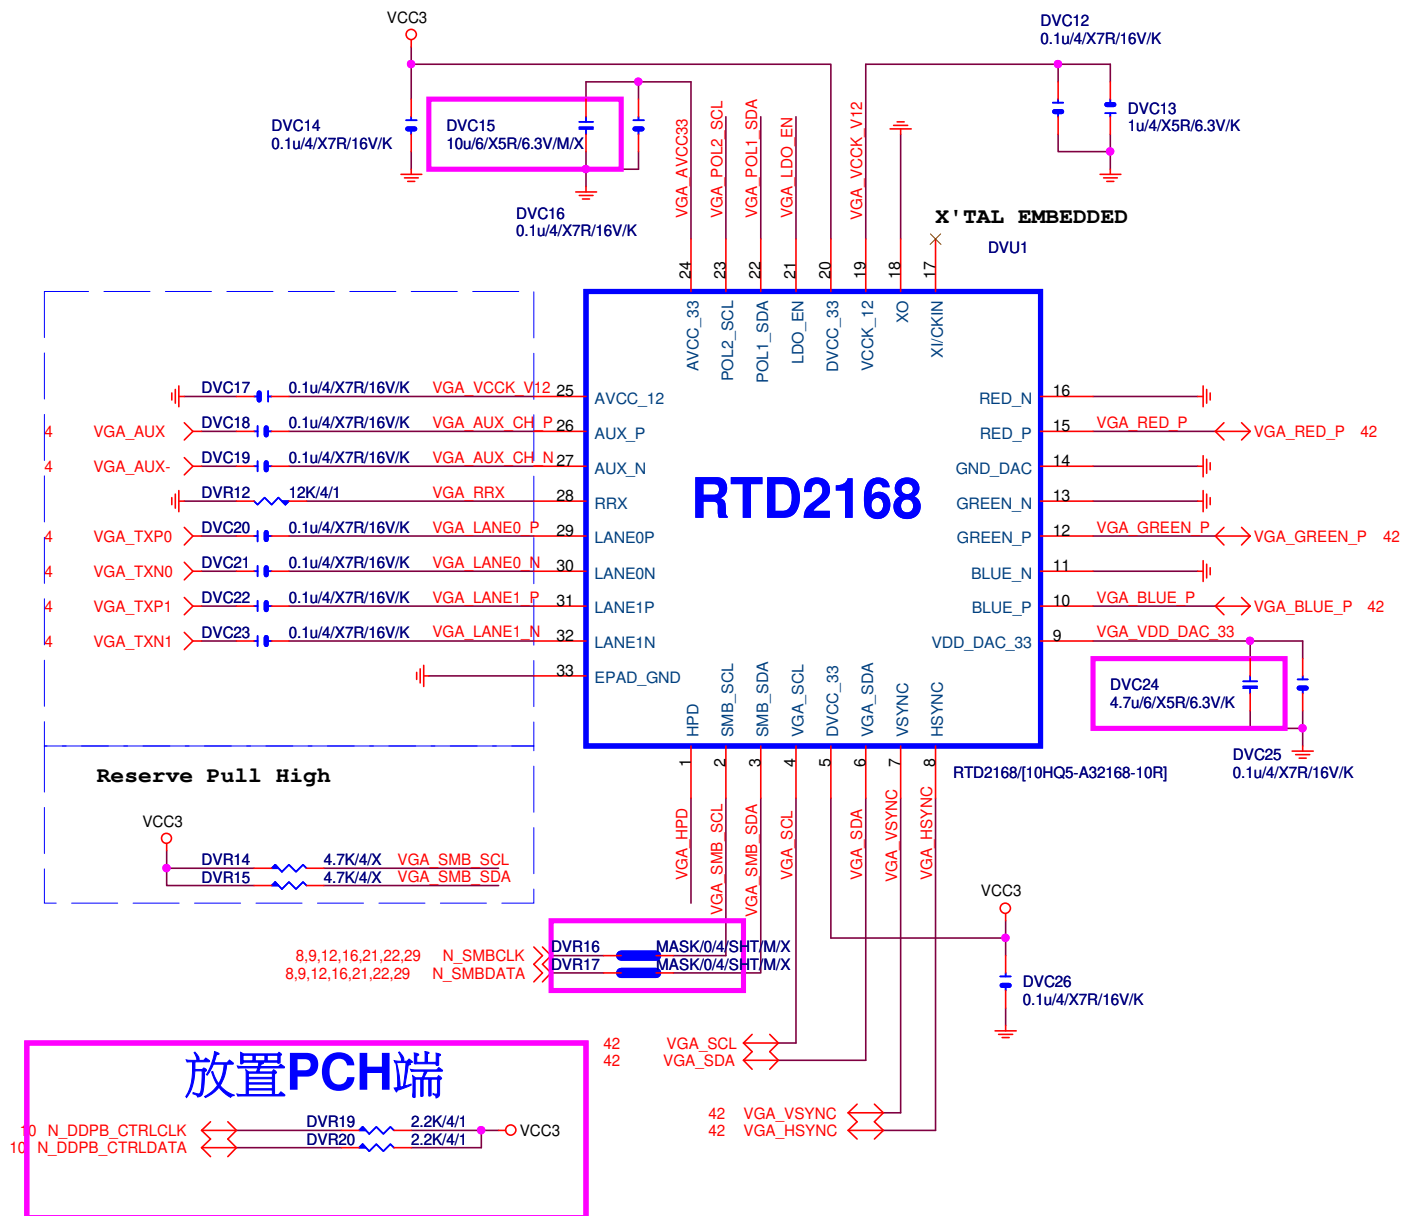 VCC3
DVC12
0.1u/4/X7R/16V/K
DVC14
0.1u/4/X7R/16V/K
DVC15
10u/6/X5R/6.3V/M/X
DVC13
1u/4/X5R/6.3V/K
DVC16
0.1u/4/X7R/16V/K
VGA_AVCC33
VGA_POL2_SCL
VGA_POL1_SDA
VGA_LDO_EN
VGA_VCCK_V12
X'TAL EMBEDDED
DVU1
24
23
22
21
20
19
18
17
AVCC_33
POL2_SCL
POL1_SDA
LDO_EN
DVCC_33
VCCK_12
XO
XI/CKIN
DVC17 0.1u/4/X7R/16V/K VGA_VCCK_V12 25 AVCC_12
4 VGA_AUX DVC18 0.1u/4/X7R/16V/K VGA_AUX_CH_P 26 AUX_P
4 VGA_AUX- DVC19 0.1u/4/X7R/16V/K VGA_AUX_CH_N 27 AUX_N
DVR12 12K/4/1 VGA_RRX 28 RRX
4 VGA_TXP0 DVC20 0.1u/4/X7R/16V/K VGA_LANE0_P 29 LANE0P
4 VGA_TXN0 DVC21 0.1u/4/X7R/16V/K VGA_LANE0_N 30 LANE0N
4 VGA_TXP1 DVC22 0.1u/4/X7R/16V/K VGA_LANE1_P 31 LANE1P
4 VGA_TXN1 DVC23 0.1u/4/X7R/16V/K VGA_LANE1_N 32 LANE1N
33 EPAD_GND
RTD2168
RED_N 16
RED_P 15 VGA_RED_P VGA_RED_P 42
GND_DAC 14
GREEN_N 13
GREEN_P 12 VGA_GREEN_P VGA_GREEN_P 42
BLUE_N 11
BLUE_P 10 VGA_BLUE_P VGA_BLUE_P 42
VDD_DAC_33 9 VGA_VDD_DAC_33
DVC24
4.7u/6/X5R/6.3V/K
DVC25
0.1u/4/X7R/16V/K
HPD
SMB_SCL
SMB_SDA
VGA_SCL
DVCC_33
VGA_SDA
VSYNC
HSYNC
1
2
3
4
5
6
7
8
RTD2168/[10HQ5-A32168-10R]
VGA_HPD
VGA_SMB_SCL
VGA_SMB_SDA
VGA_SCL
VGA_SDA
VGA_VSYNC
VGA_HSYNC
Reserve Pull High
VCC3
DVR14 4.7K/4/X VGA_SMB_SCL
DVR15 4.7K/4/X VGA_SMB_SDA
8,9,12,16,21,22,29 N_SMBCLK DVR16 MASK/0/4/SHT/M/X
8,9,12,16,21,22,29 N_SMBDATA DVR17 MASK/0/4/SHT/M/X
VCC3
DVC26
0.1u/4/X7R/16V/K
42 VGA_SCL
42 VGA_SDA
42 VGA_VSYNC
42 VGA_HSYNC
放置PCH端
10 N_DDPB_CTRLCLK DVR19 2.2K/4/1 VCC3
10 N_DDPB_CTRLDATA DVR20 2.2K/4/1